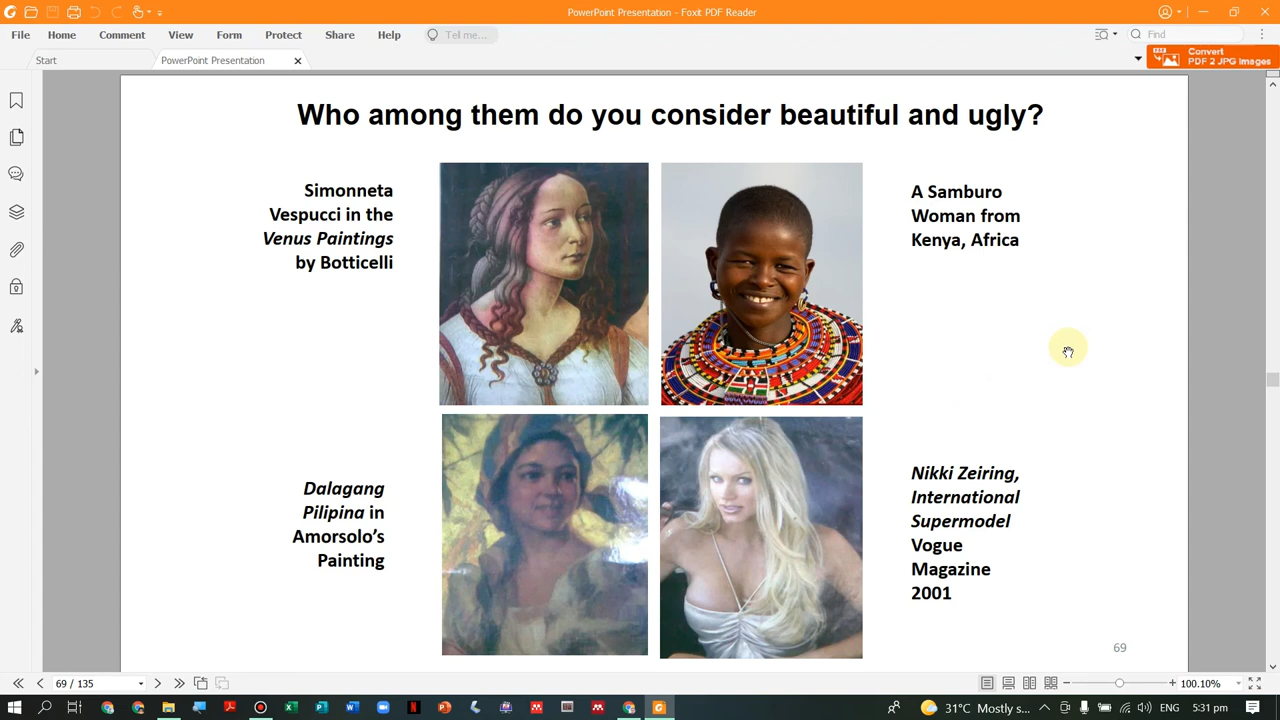 PowerPoint Presentation - Foxit PDF Reader
File Home Comment View Form Protect Share Help Tell me... Find
Start PowerPoint Presentation
Convert
PDF 2 JPG Images
Who among them do you consider beautiful and ugly?
Simonneta
Vespucci in the
Venus Paintings
by Botticelli
A Samburo
Woman from
Kenya, Africa
Dalagang
Pilipina in
Amorsolo's
Painting
Nikki Zeiring,
International
Supermodel
Vogue
Magazine
2001
69
69 / 135
100.10%
31°C Mostly s... ENG 5:31 pm